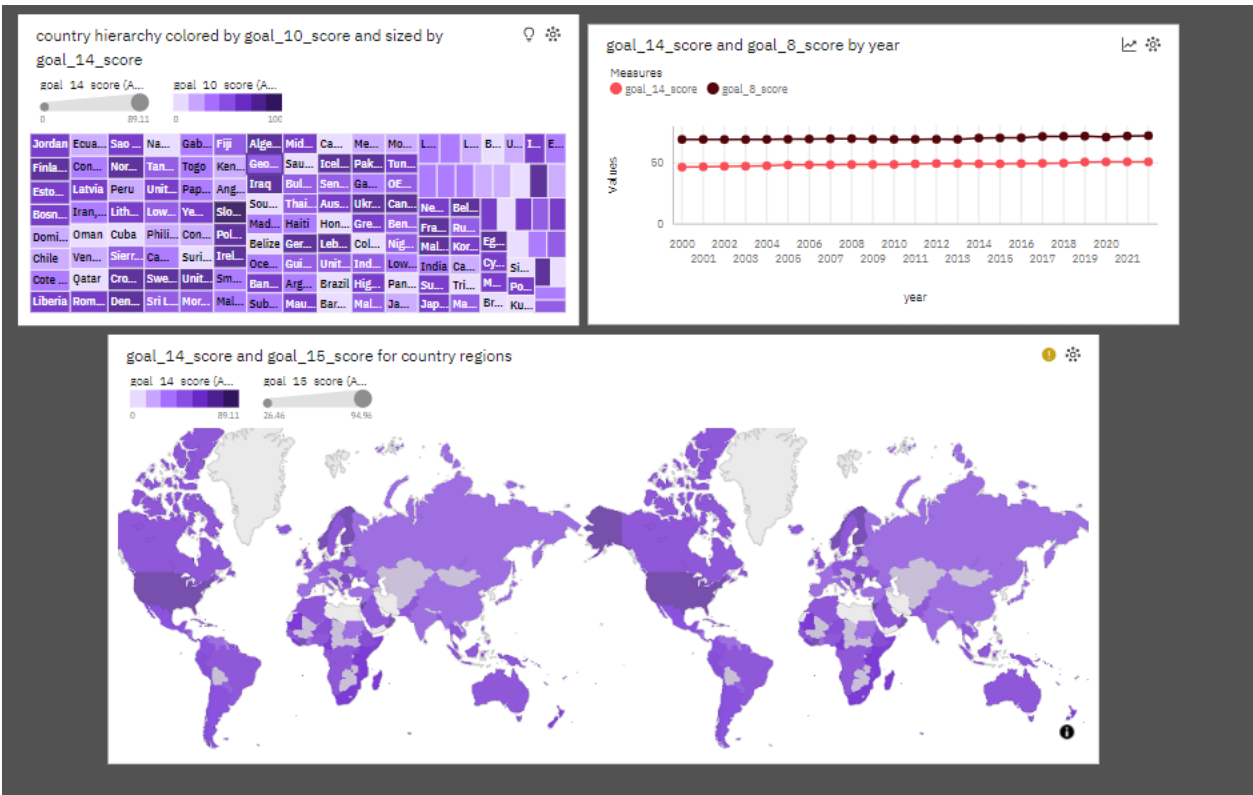 country hierarchy colored by goal_10_score and sized by
goal_14_score
goal_14_score (A...
goal_10_score (A...
0
89.11
0
100
Jordan Ecua... Sao ... Na... Gab... Fiji Alge... Mid... Ca... Me... Mo... L... L... B... U... I... E...
Finla... Con... Nor... Tan... Togo Ken... Geo... Sau... Icel... Pak... Tun...
Esto... Latvia Peru Unit... Pap... Ang... Iraq Bul... Sen... Ga... OE...
Bosn... Iran,... Lith... Low... Ye... Slo... Sou... Thai... Aus... Ukr... Can... Ne... Bel...
Domi... Oman Cuba Phili... Con... Pol... Mad... Haiti Hon... Gre... Ben... Fra... Ru...
Chile Ven... Sierr... Ca... Suri... Irel... Belize Ger... Leb... Col... Nig... Mal... Kor... Eg...
Cote ... Qatar Cro... Swe... Unit... Sm... Oce... Gui... Unit... Ind... Low... India Ca... Cy... Si...
Liberia Rom... Den... Sri L... Mor... Mal... Ban... Arg... Brazil Hig... Pan... Su... Tri... M... Po...
Sub... Mau... Bar... Mal... Ja... Jap... Ma... Br... Ku...
goal_14_score and goal_8_score by year
Measures
goal_14_score goal_8_score
Values
50
0
2000 2002 2004 2006 2008 2010 2012 2014 2016 2018 2020
2001 2003 2005 2007 2009 2011 2013 2015 2017 2019 2021
year
goal_14_score and goal_15_score for country regions
goal_14_score (A...
goal_15_score (A...
0
89.11
26.46
94.96